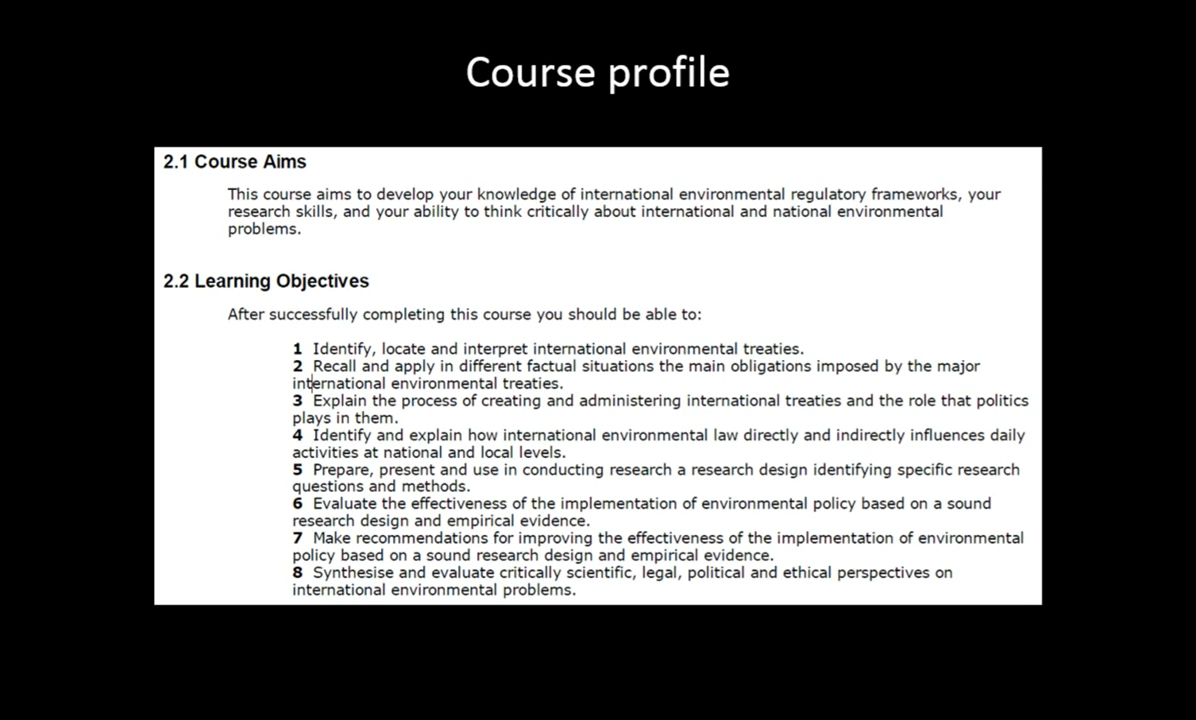 Course profile
2.1 Course Aims
This course aims to develop your knowledge of international environmental regulatory frameworks, your
research skills, and your ability to think critically about international and national environmental
problems.
2.2 Learning Objectives
After successfully completing this course you should be able to:
1 Identify, locate and interpret international environmental treaties.
2 Recall and apply in different factual situations the main obligations imposed by the major
international environmental treaties.
3 Explain the process of creating and administering international treaties and the role that politics
plays in them.
4 Identify and explain how international environmental law directly and indirectly influences daily
activities at national and local levels.
5 Prepare, present and use in conducting research a research design identifying specific research
questions and methods.
6 Evaluate the effectiveness of the implementation of environmental policy based on a sound
research design and empirical evidence.
7 Make recommendations for improving the effectiveness of the implementation of environmental
policy based on a sound research design and empirical evidence.
8 Synthesise and evaluate critically scientific, legal, political and ethical perspectives on
international environmental problems.